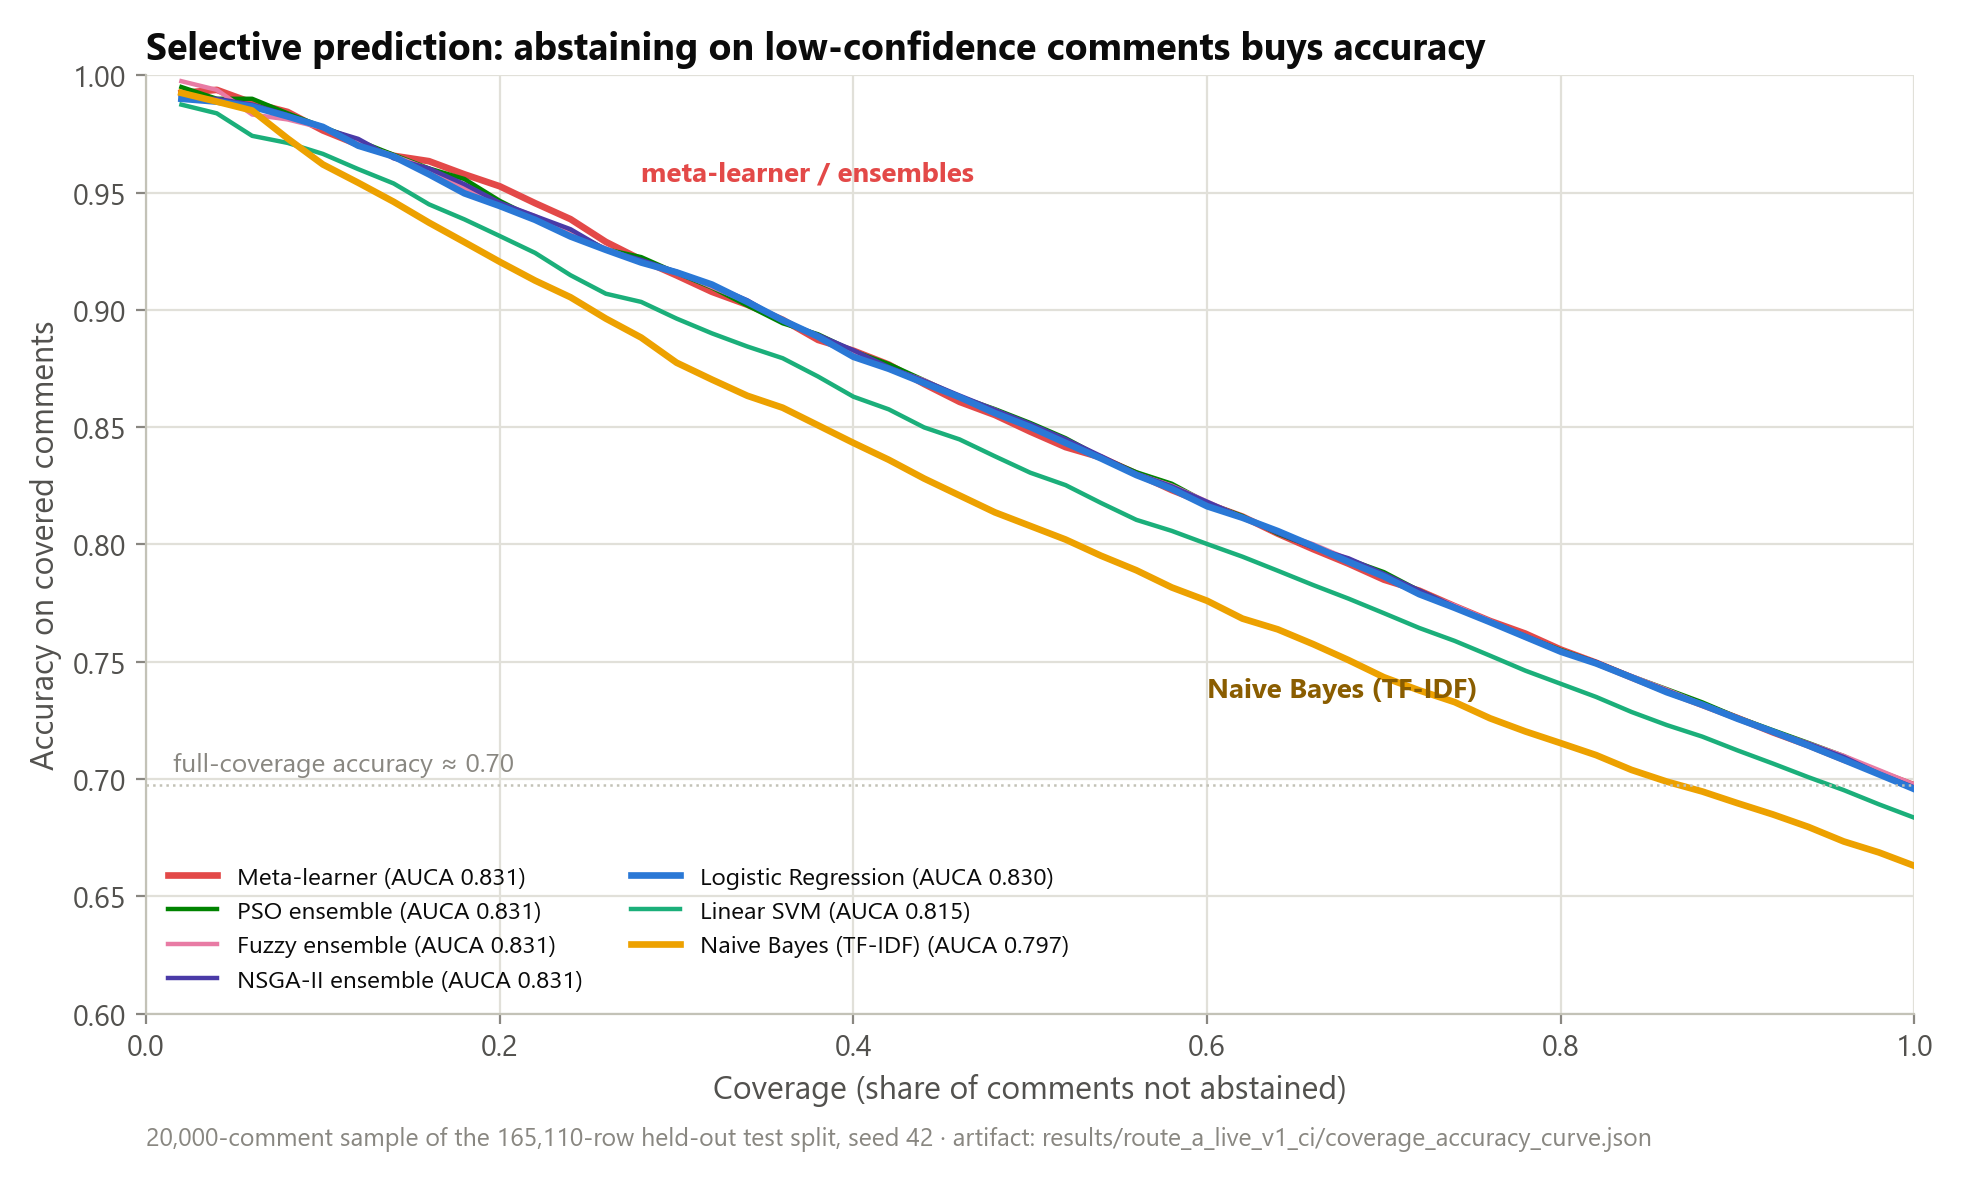 Selective prediction: abstaining on low-confidence comments buys accuracy
1.00
0.95
0.90
0.85
0.80
0.75
0.70
0.65
0.60
Accuracy on covered comments
meta-learner / ensembles
Naive Bayes (TF-IDF)
full-coverage accuracy ≈ 0.70
Meta-learner (AUCA 0.831)
PSO ensemble (AUCA 0.831)
Fuzzy ensemble (AUCA 0.831)
NSGA-II ensemble (AUCA 0.831)
Logistic Regression (AUCA 0.830)
Linear SVM (AUCA 0.815)
Naive Bayes (TF-IDF) (AUCA 0.797)
0.0 0.2 0.4 0.6 0.8 1.0
Coverage (share of comments not abstained)
20,000-comment sample of the 165,110-row held-out test split, seed 42 · artifact: results/route_a_live_v1_ci/coverage_accuracy_curve.json